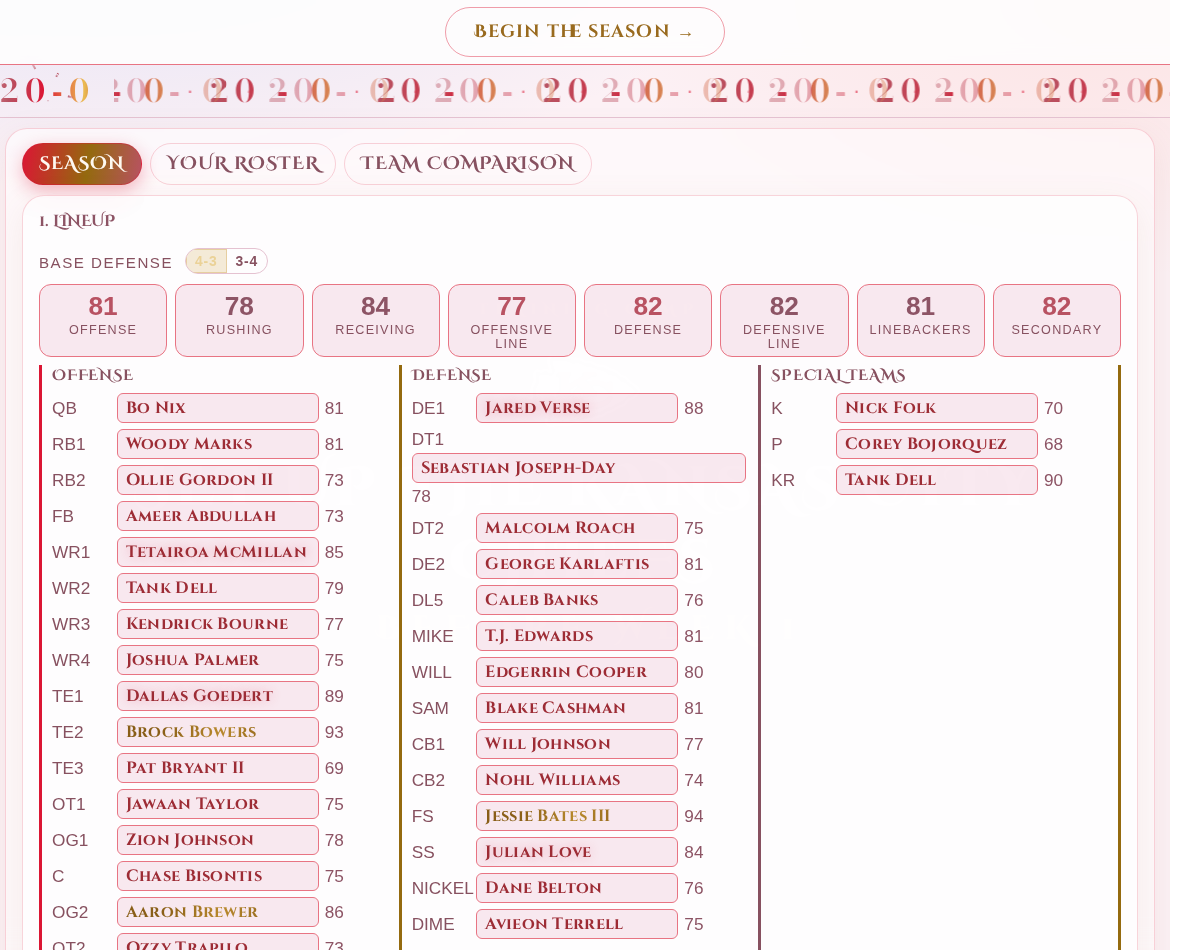 BEGIN THE SEASON →
20-0
SEASON
YOUR ROSTER
TEAM COMPARISON
1. LINEUP
BASE DEFENSE 4-3 3-4
81 OFFENSE
78 RUSHING
84 RECEIVING
77 OFFENSIVE LINE
82 DEFENSE
82 DEFENSIVE LINE
81 LINEBACKERS
82 SECONDARY
OFFENSE
QB BO NIX 81
RB1 WOODY MARKS 81
RB2 OLLIE GORDON II 73
FB AMEER ABDULLAH 73
WR1 TETAIROA MCMILLAN 85
WR2 TANK DELL 79
WR3 KENDRICK BOURNE 77
WR4 JOSHUA PALMER 75
TE1 DALLAS GOEDERT 89
TE2 BROCK BOWERS 93
TE3 PAT BRYANT II 69
OT1 JAWAAN TAYLOR 75
OG1 ZION JOHNSON 78
C CHASE BISONTIS 75
OG2 AARON BREWER 86
OT2 OZZY TRAPILO 73
DEFENSE
DE1 JARED VERSE 88
DT1
SEBASTIAN JOSEPH-DAY
78
DT2 MALCOLM ROACH 75
DE2 GEORGE KARLAFTIS 81
DL5 CALEB BANKS 76
MIKE T.J. EDWARDS 81
WILL EDGERRIN COOPER 80
SAM BLAKE CASHMAN 81
CB1 WILL JOHNSON 77
CB2 NOHL WILLIAMS 74
FS JESSIE BATES III 94
SS JULIAN LOVE 84
NICKEL DANE BELTON 76
DIME AVIEON TERRELL 75
SPECIAL TEAMS
K NICK FOLK 70
P COREY BOJORQUEZ 68
KR TANK DELL 90